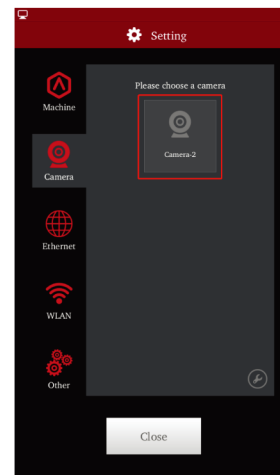 Setting
Machine
Please choose a camera
Camera-2
Camera
Ethernet
WLAN
Other
Close